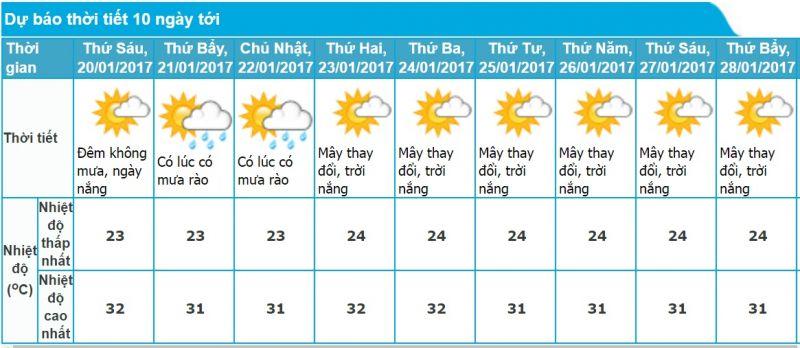 Dự báo thời tiết 10 ngày tới
Thời gian Thứ Sáu, 20/01/2017 Thứ Bẩy, 21/01/2017 Chủ Nhật, 22/01/2017 Thứ Hai, 23/01/2017 Thứ Ba, 24/01/2017 Thứ Tư, 25/01/2017 Thứ Năm, 26/01/2017 Thứ Sáu, 27/01/2017 Thứ Bẩy, 28/01/2017
Thời tiết
Đêm không mưa, ngày nắng
Có lúc có mưa rào
Có lúc có mưa rào
Mây thay đổi, trời nắng
Mây thay đổi, trời nắng
Mây thay đổi, trời nắng
Mây thay đổi, trời nắng
Mây thay đổi, trời nắng
Mây thay đổi, trời nắng
Nhiệt độ (ºC)
Nhiệt độ thấp nhất 23 23 23 24 24 24 24 24 24
Nhiệt độ cao nhất 32 31 31 32 32 31 31 31 31